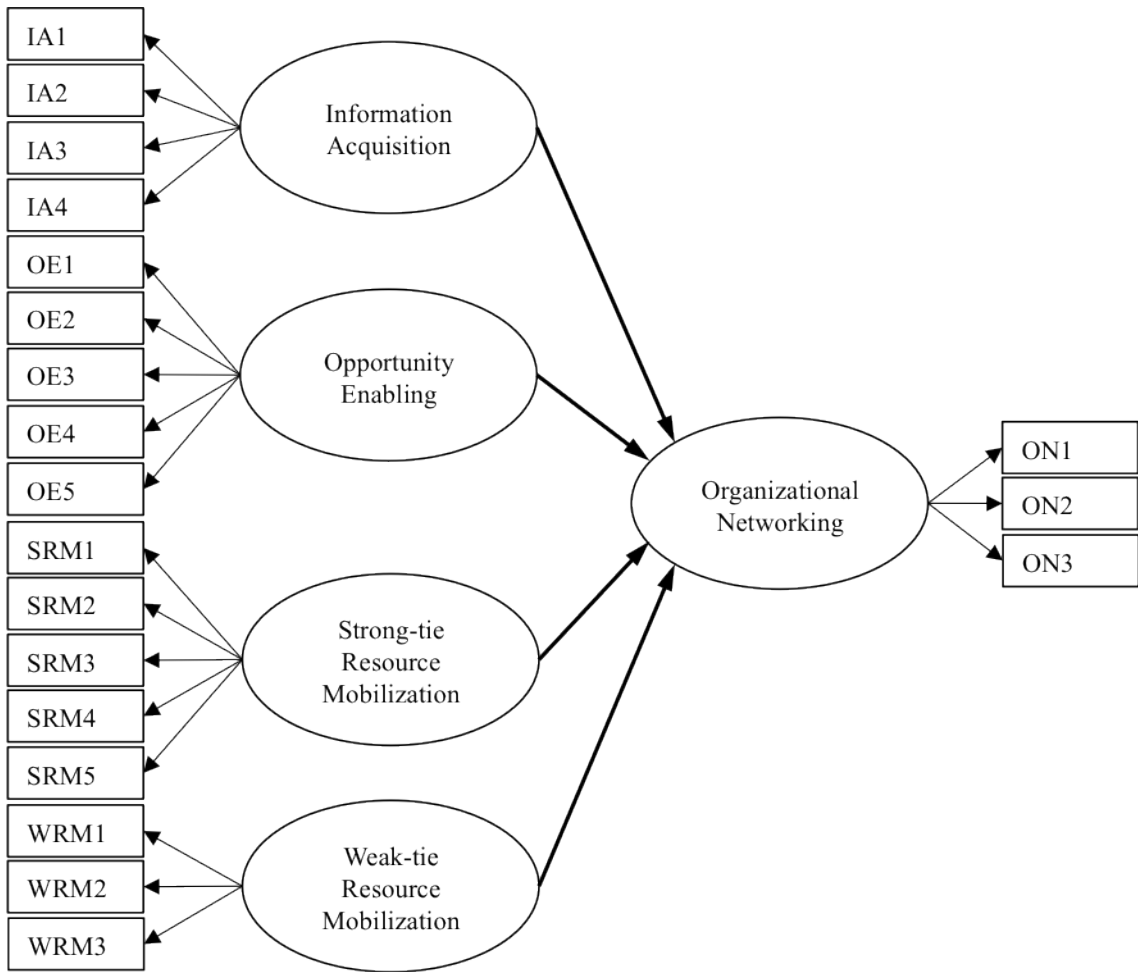 IA1
IA2
IA3
IA4
OE1
OE2
OE3
OE4
OE5
SRM1
SRM2
SRM3
SRM4
SRM5
WRM1
WRM2
WRM3
Information
Acquisition
Opportunity
Enabling
Strong-tie
Resource
Mobilization
Weak-tie
Resource
Mobilization
Organizational
Networking
ON1
ON2
ON3